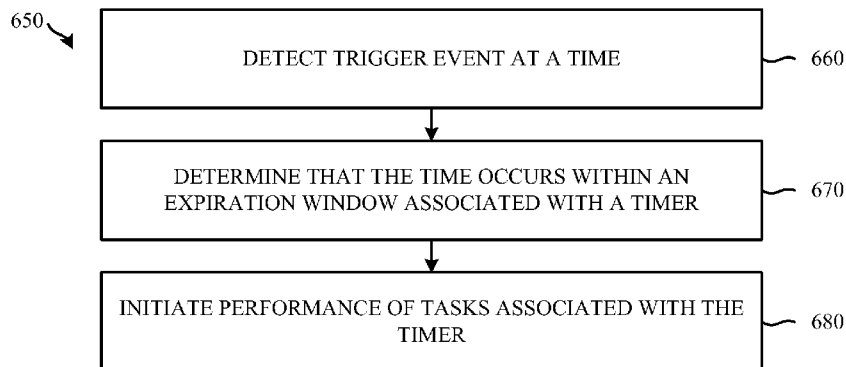 650
DETECT TRIGGER EVENT AT A TIME
660
DETERMINE THAT THE TIME OCCURS WITHIN AN
EXPIRATION WINDOW ASSOCIATED WITH A TIMER
670
INITIATE PERFORMANCE OF TASKS ASSOCIATED WITH THE
TIMER
680